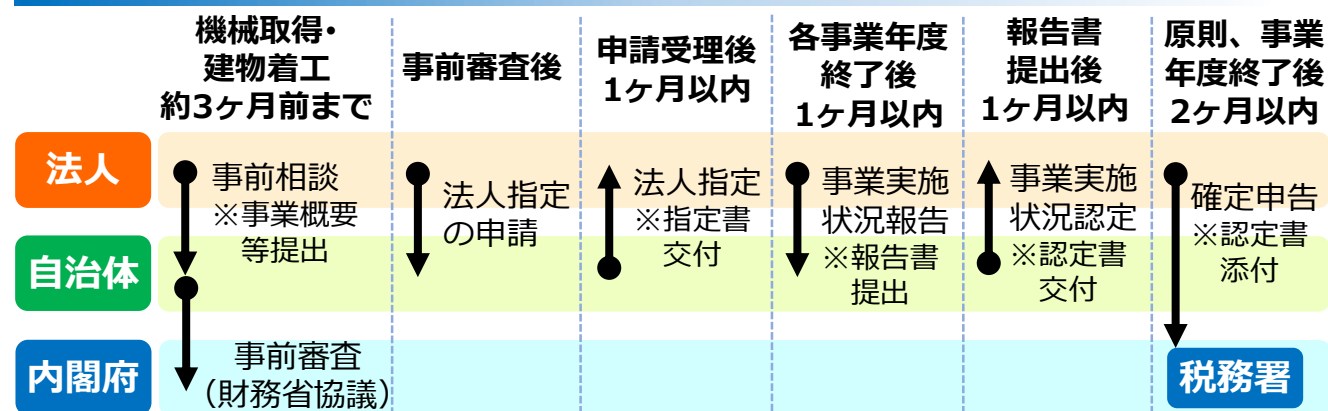 機械取得・
建物着工
約3ヶ月前まで
事前審査後
申請受理後
1ヶ月以内
各事業年度
終了後
1ヶ月以内
報告書
提出後
1ヶ月以内
原則、事業
年度終了後
2ヶ月以内
法人
事前相談
※事業概要
等提出
法人指定
の申請
法人指定
※指定書
交付
事業実施
状況報告
※報告書
提出
事業実施
状況認定
※認定書
交付
確定申告
※認定書
添付
自治体
内閣府
事前審査
（財務省協議）
税務署